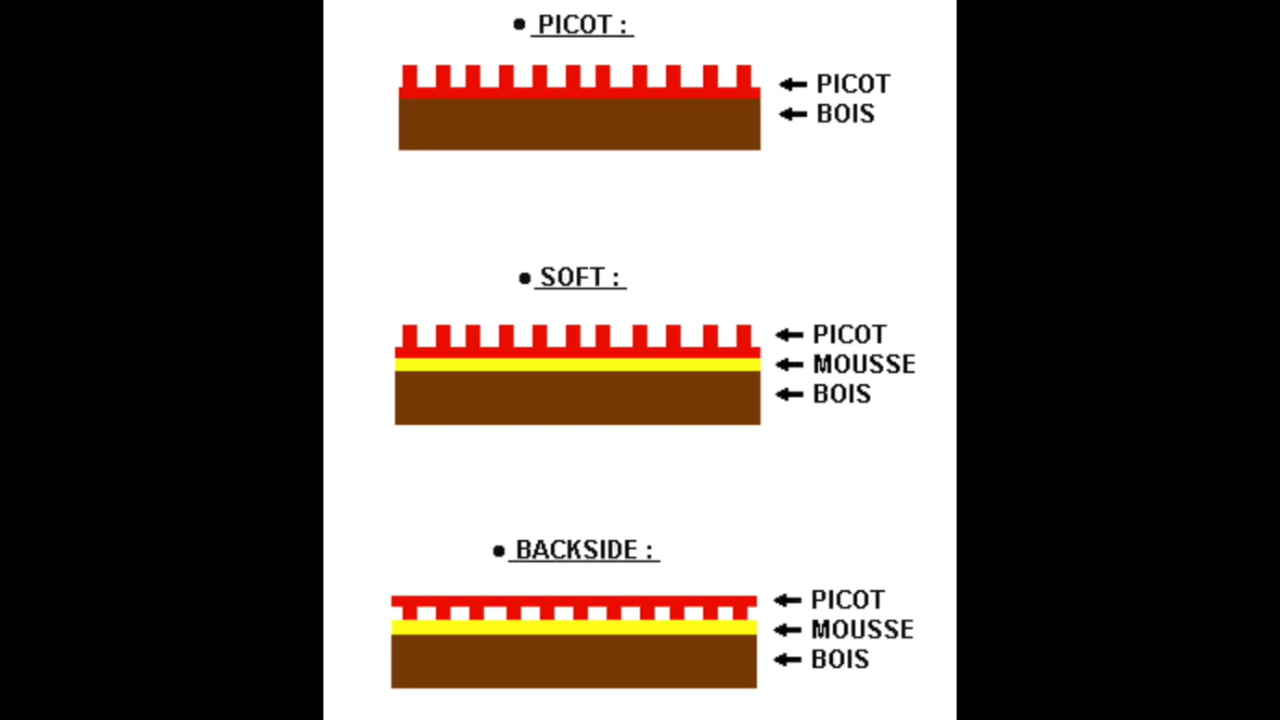 • PICOT :
PICOT
BOIS
• SOFT :
PICOT
MOUSSE
BOIS
• BACKSIDE :
PICOT
MOUSSE
BOIS